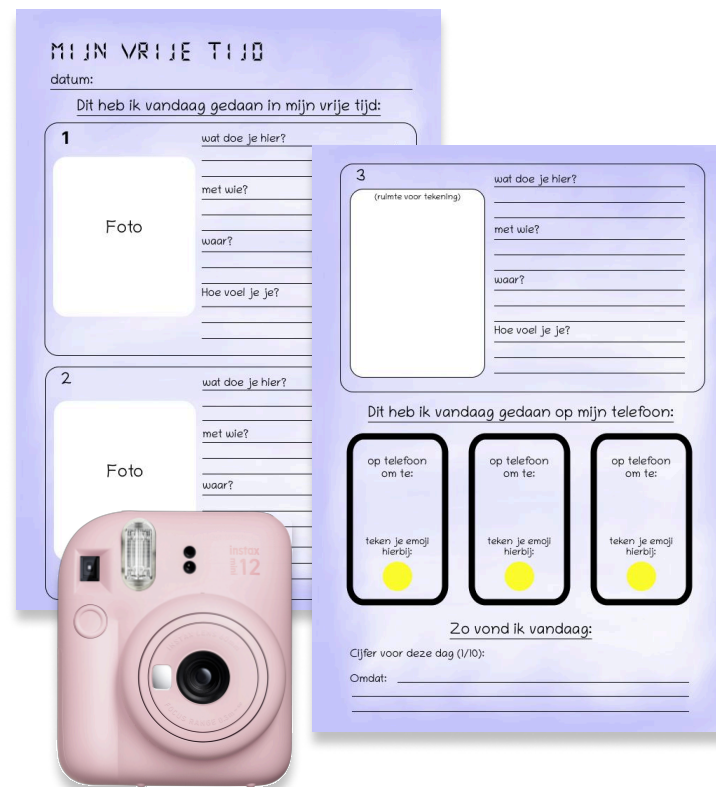 MIJN VRIJE TIJD
datum:
Dit heb ik vandaag gedaan in mijn vrije tijd:
1
wat doe je hier?
Foto
met wie?
waar?
Hoe voel je je?
2
wat doe je hier?
Foto
met wie?
waar?
instax
mini 12
3
(ruimte voor tekening)
wat doe je hier?
met wie?
waar?
Hoe voel je je?
Dit heb ik vandaag gedaan op mijn telefoon:
op telefoon
om te:
teken je emoji
hierbij:
op telefoon
om te:
teken je emoji
hierbij:
op telefoon
om te:
teken je emoji
hierbij:
Zo vond ik vandaag:
Cijfer voor deze dag (1/10):
Omdat: